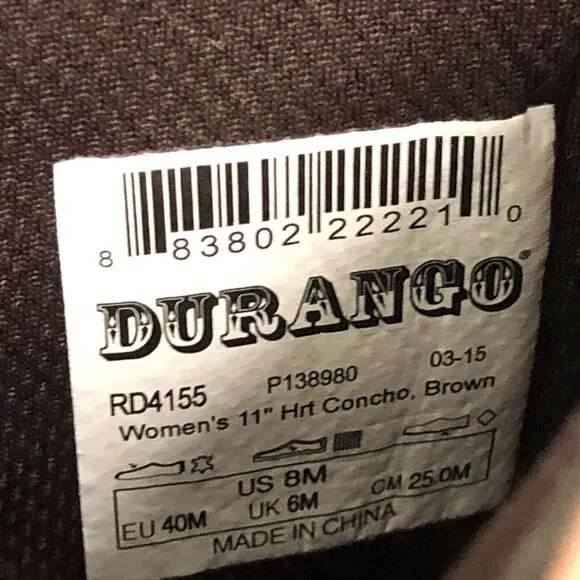 8 83802 22221 0
DURANGO®
RD4155 P138980 03-15
Women's 11" Hrt Concho, Brown
US 8M
EU 40M UK 6M CM 25.0M
MADE IN CHINA